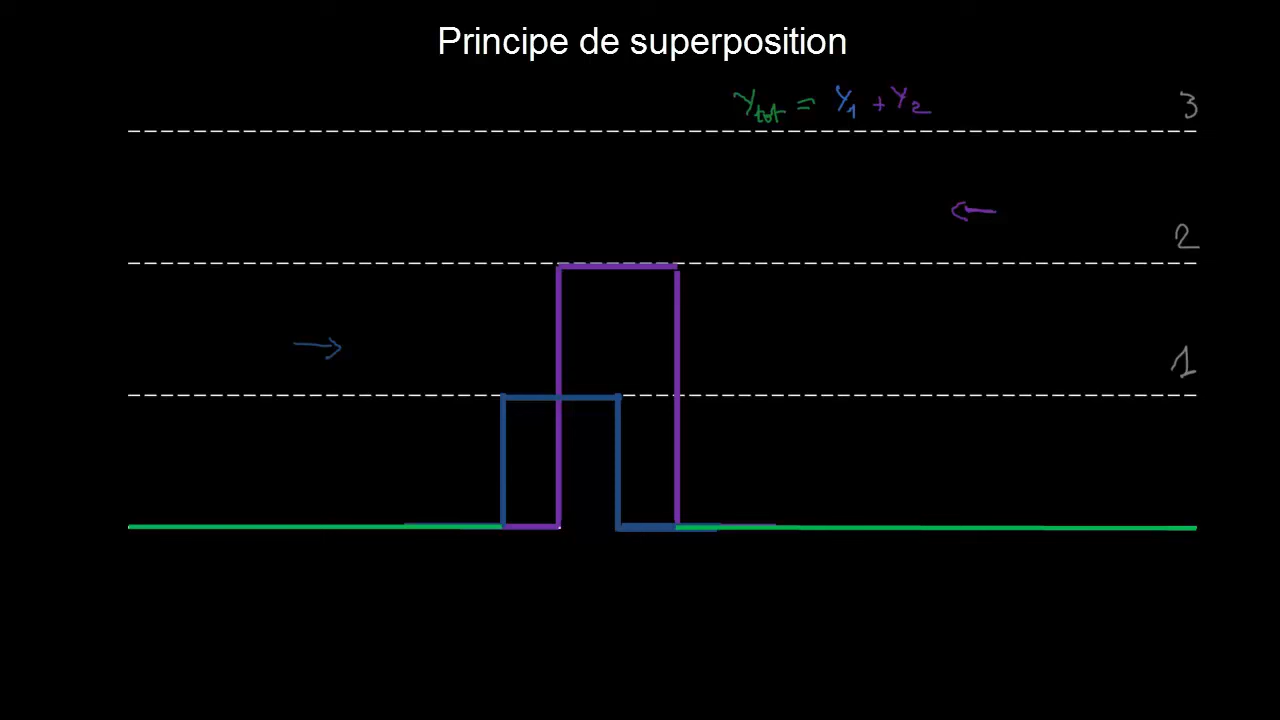 Principe de superposition
Ytot = Y1 + Y2
3
2
1